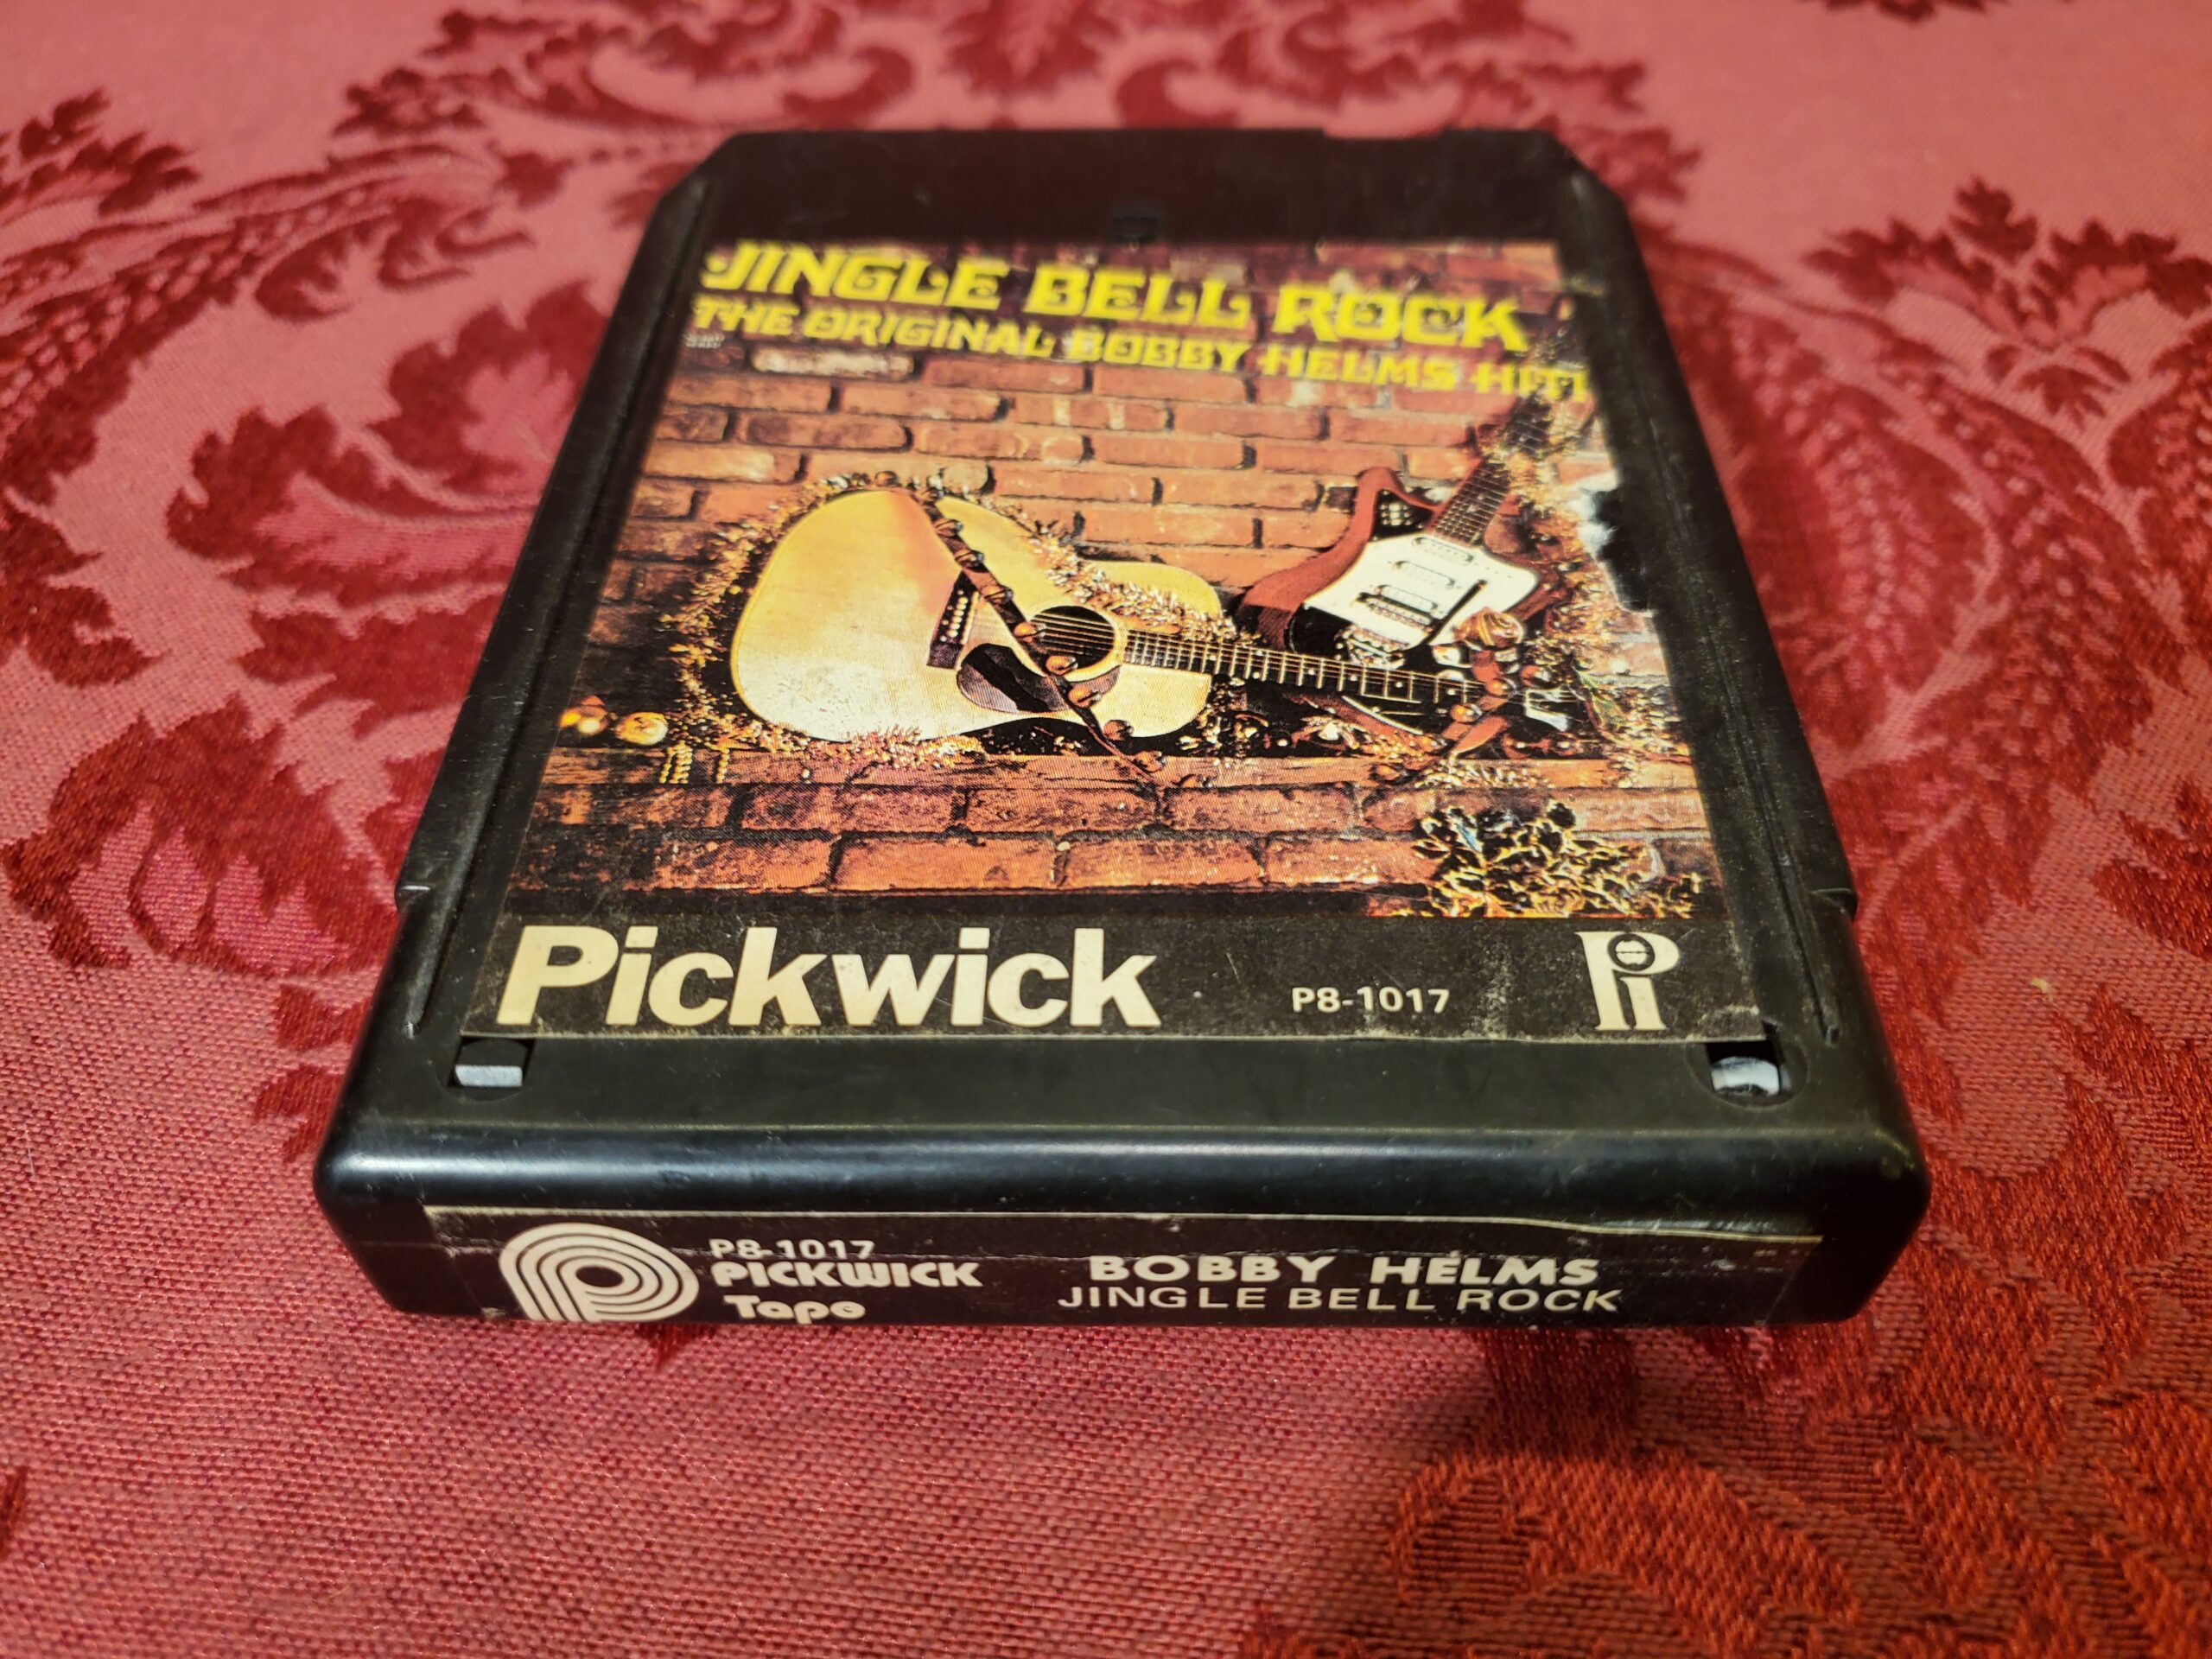 JINGLE BELL ROCK
THE ORIGINAL BOBBY HELMS HIT!
Pickwick
P8-1017
Pi
P8-1017
PICKWICK
Tape
BOBBY HELMS
JINGLE BELL ROCK